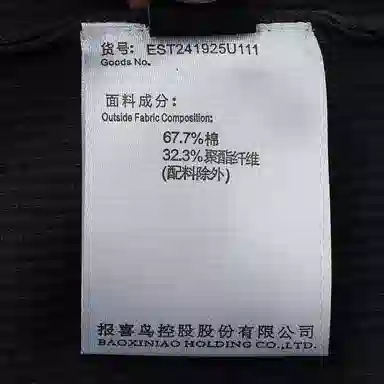 货号: EST241925U111
Goods No.
面料成分:
Outside Fabric Composition:
67.7%棉
32.3%聚酯纤维
(配料除外)
报喜鸟控股股份有限公司
BAOXINIAO HOLDING CO.,LTD.